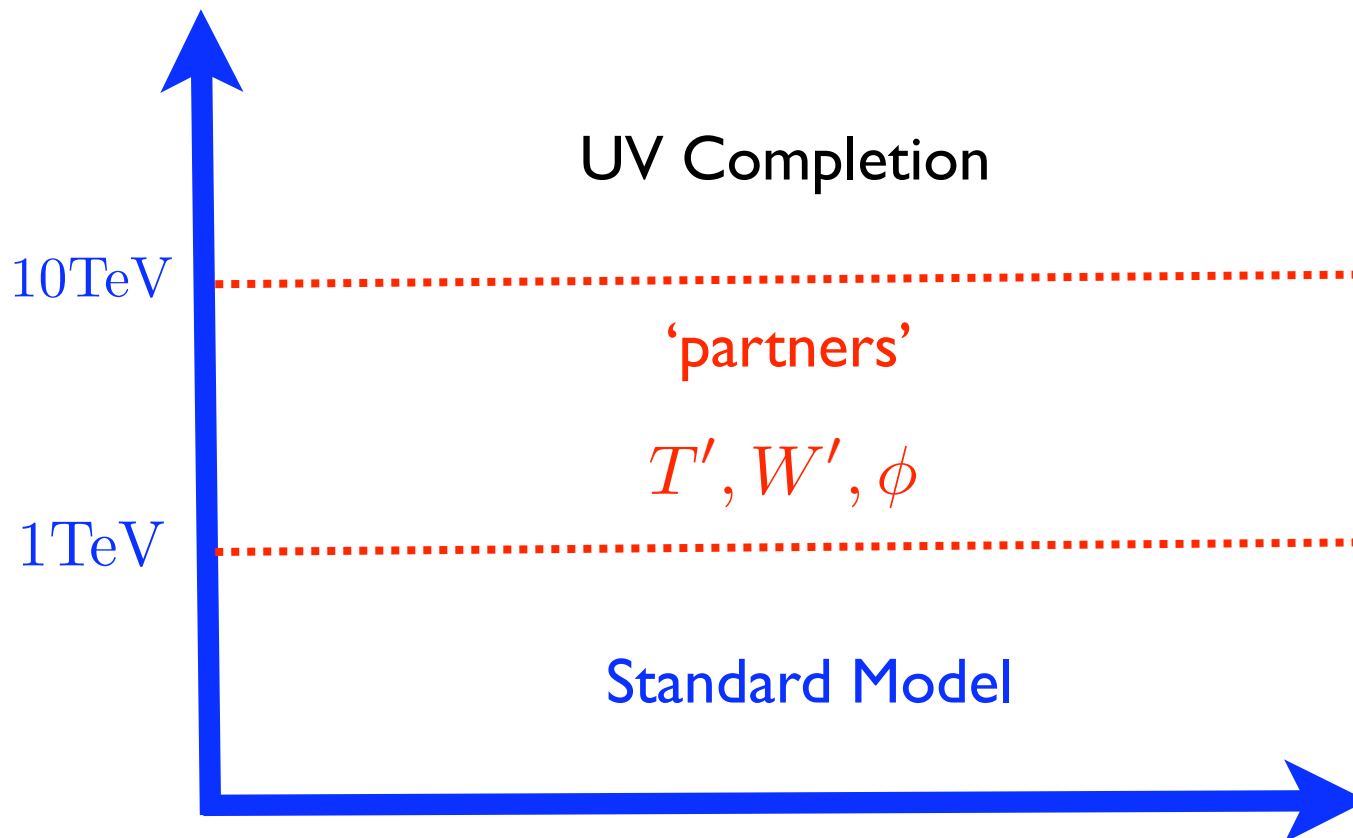 UV Completion
10TeV
‘partners’
T′, W′, ϕ
1TeV
Standard Model